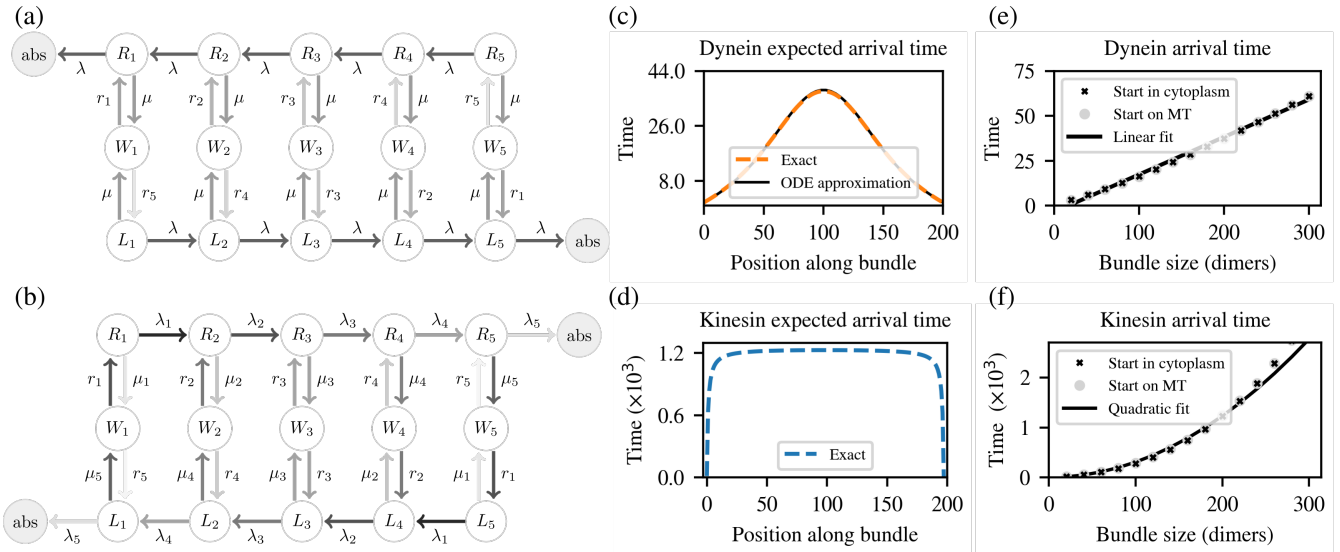 (a)
abs R₁ R₂ R₃ R₄ R₅
λ λ λ λ λ
r₁ μ r₂ μ r₃ μ r₄ μ r₅ μ
W₁ W₂ W₃ W₄ W₅
μ r₅ μ r₄ μ r₃ μ r₂ μ r₁
L₁ L₂ L₃ L₄ L₅ abs
λ λ λ λ λ
(b)
λ₁ λ₂ λ₃ λ₄ λ₅
R₁ R₂ R₃ R₄ R₅ abs
r₁ μ₁ r₂ μ₂ r₃ μ₃ r₄ μ₄ r₅ μ₅
W₁ W₂ W₃ W₄ W₅
μ₅ r₅ μ₄ r₄ μ₃ r₃ μ₂ r₂ μ₁ r₁
abs L₁ L₂ L₃ L₄ L₅
λ₅ λ₄ λ₃ λ₂ λ₁
(c)
Dynein expected arrival time
Time
44.0
26.0
8.0
Exact
ODE approximation
0 50 100 150 200
Position along bundle
(d)
Kinesin expected arrival time
Time (×10³)
1.2
0.6
0.0
Exact
0 50 100 150 200
Position along bundle
(e)
Dynein arrival time
Time
75
50
25
0
Start in cytoplasm
Start on MT
Linear fit
0 100 200 300
Bundle size (dimers)
(f)
Kinesin arrival time
Time (×10³)
2
1
0
Start in cytoplasm
Start on MT
Quadratic fit
0 100 200 300
Bundle size (dimers)